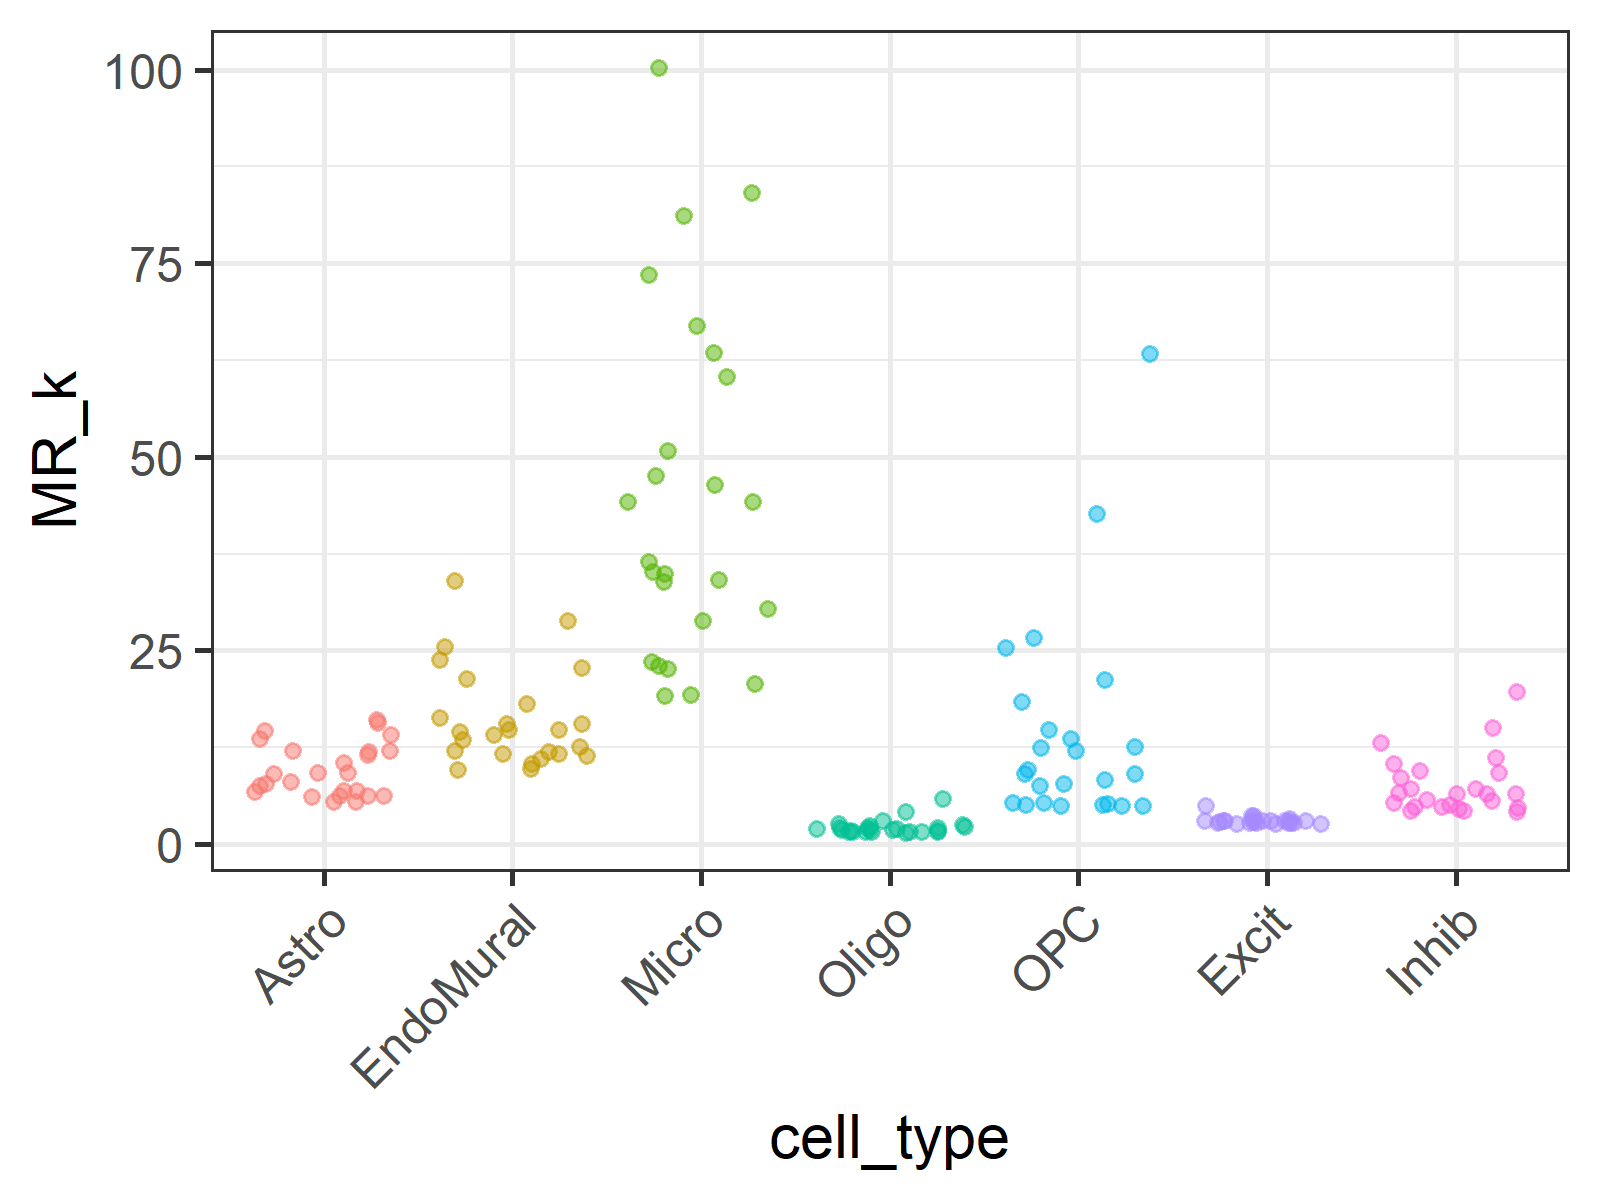 100
75
50
25
0
MR_k
Astro
EndoMural
Micro
Oligo
OPC
Excit
Inhib
cell_type